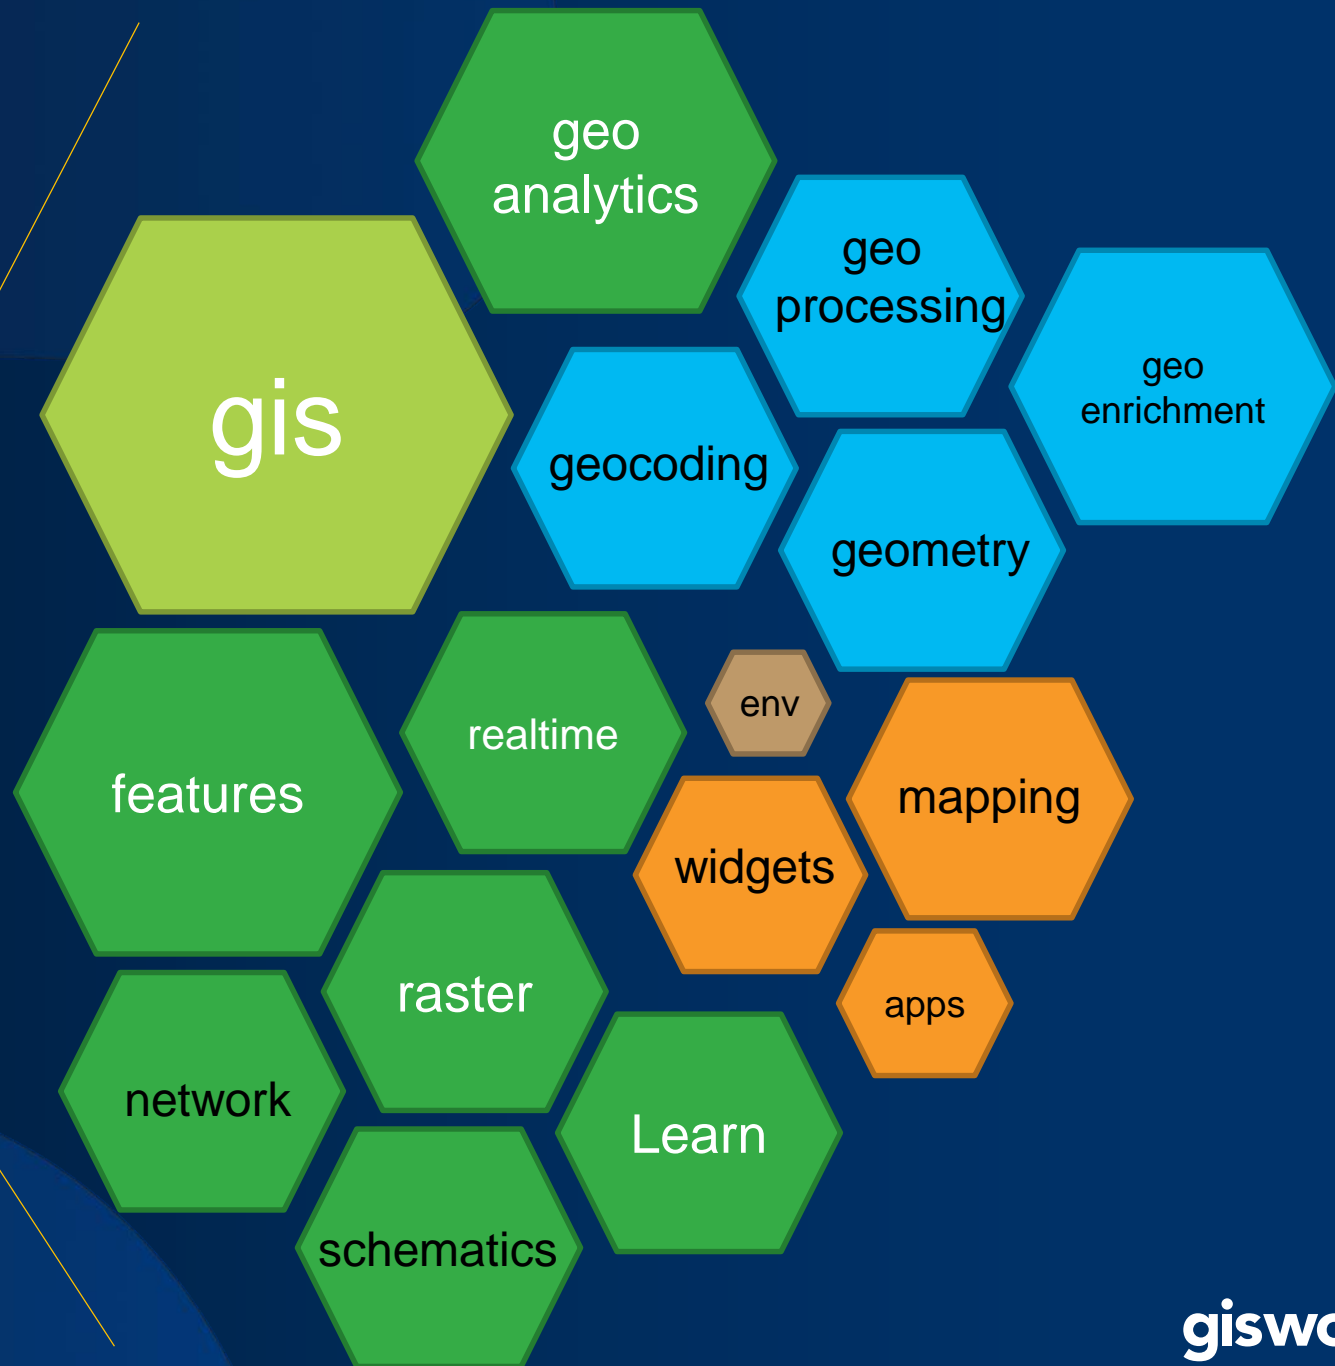 geo
analytics
geo
processing
geo
enrichment
gis
geocoding
geometry
env
realtime
features
mapping
widgets
raster
apps
network
Learn
schematics